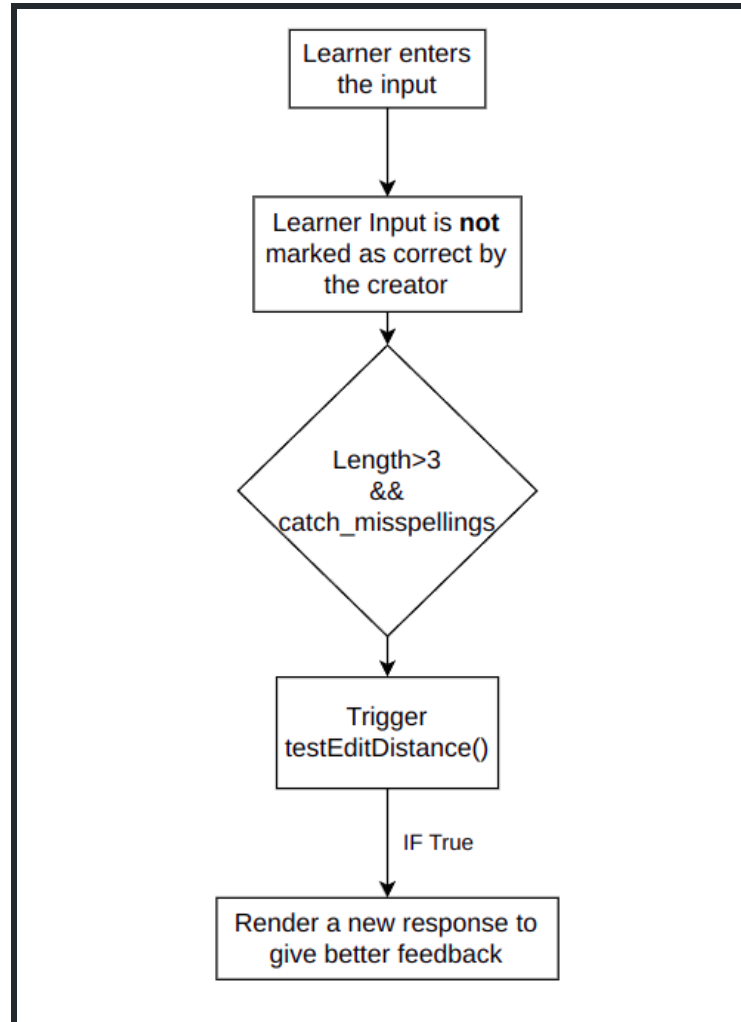 Learner enters
the input
Learner Input is not
marked as correct by
the creator
Length>3
&&
catch_misspellings
Trigger
testEditDistance()
IF True
Render a new response to
give better feedback